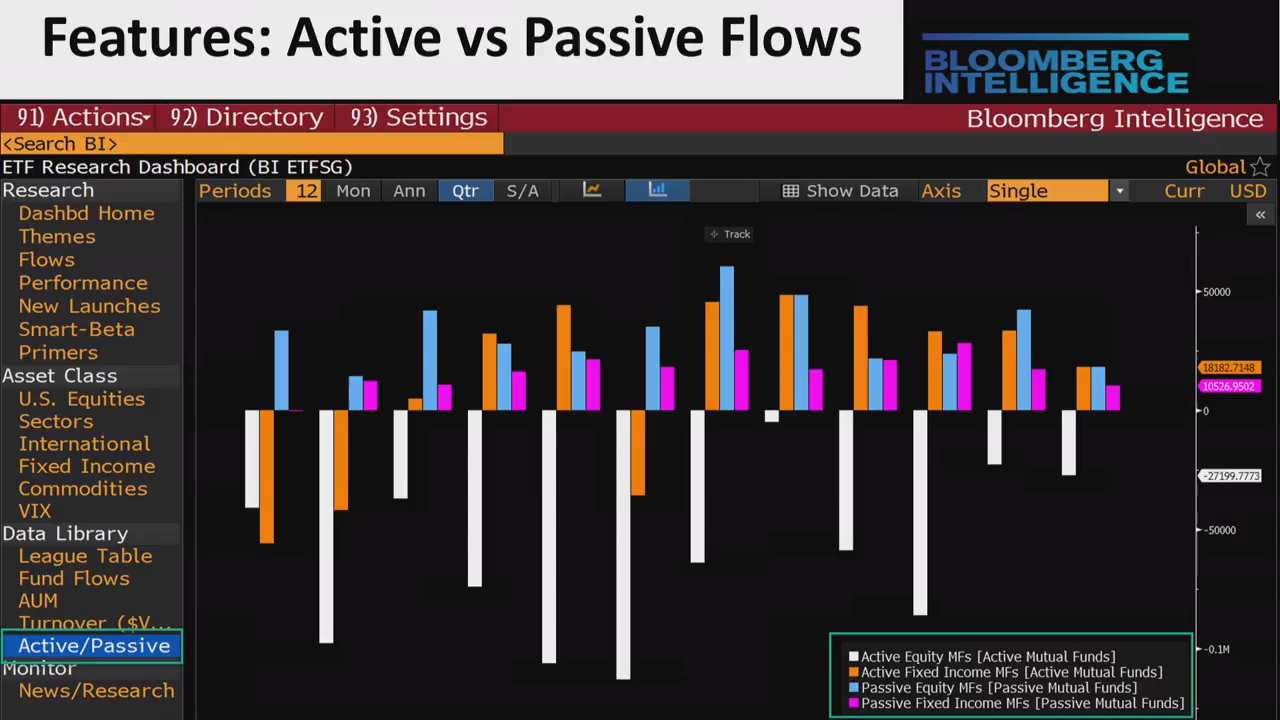 Features: Active vs Passive Flows
BLOOMBERG
INTELLIGENCE
91) Actions 92) Directory 93) Settings Bloomberg Intelligence
<Search BI>
ETF Research Dashboard (BI ETFSG) Global
Research
Periods 12 Mon Ann Qtr S/A Show Data Axis Single Curr USD
Dashbd Home
Themes
Flows
Performance
New Launches
Smart-Beta
Primers
Asset Class
U.S. Equities
Sectors
International
Fixed Income
Commodities
VIX
Data Library
League Table
Fund Flows
AUM
Turnover ($V...
Active/Passive
Monitor
News/Research
«
Track
50000
18182.7148
10526.9502
0
-27199.7773
-50000
-0.1M
Active Equity MFs [Active Mutual Funds]
Active Fixed Income MFs [Active Mutual Funds]
Passive Equity MFs [Passive Mutual Funds]
Passive Fixed Income MFs [Passive Mutual Funds]